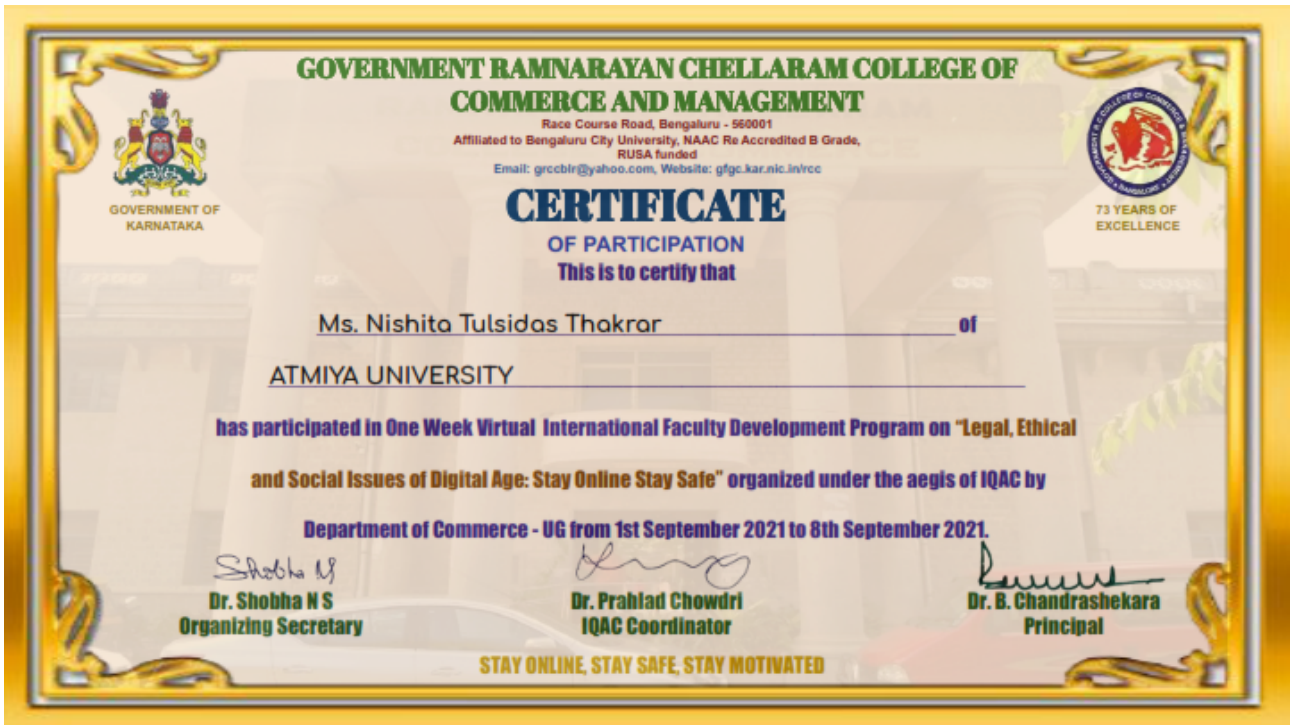 GOVERNMENT RAMNARAYAN CHELLARAM COLLEGE OF
COMMERCE AND MANAGEMENT
Race Course Road, Bengaluru - 560001
Affiliated to Bengaluru City University, NAAC Re Accredited B Grade,
RUSA funded
Email: grccblr@yahoo.com, Website: gfgc.kar.nic.in/rcc
GOVERNMENT OF
KARNATAKA
GOVERNMENT R C COLLEGE OF COMMERCE & MANAGEMENT
BANGALORE
73 YEARS OF
EXCELLENCE
CERTIFICATE
OF PARTICIPATION
This is to certify that
Ms. Nishita Tulsidas Thakrar of
ATMIYA UNIVERSITY
has participated in One Week Virtual International Faculty Development Program on "Legal, Ethical
and Social Issues of Digital Age: Stay Online Stay Safe" organized under the aegis of IQAC by
Department of Commerce - UG from 1st September 2021 to 8th September 2021.
Shobha N S
Dr. Shobha N S
Organizing Secretary
Dr. Prahlad Chowdri
IQAC Coordinator
Dr. B. Chandrashekara
Principal
STAY ONLINE, STAY SAFE, STAY MOTIVATED